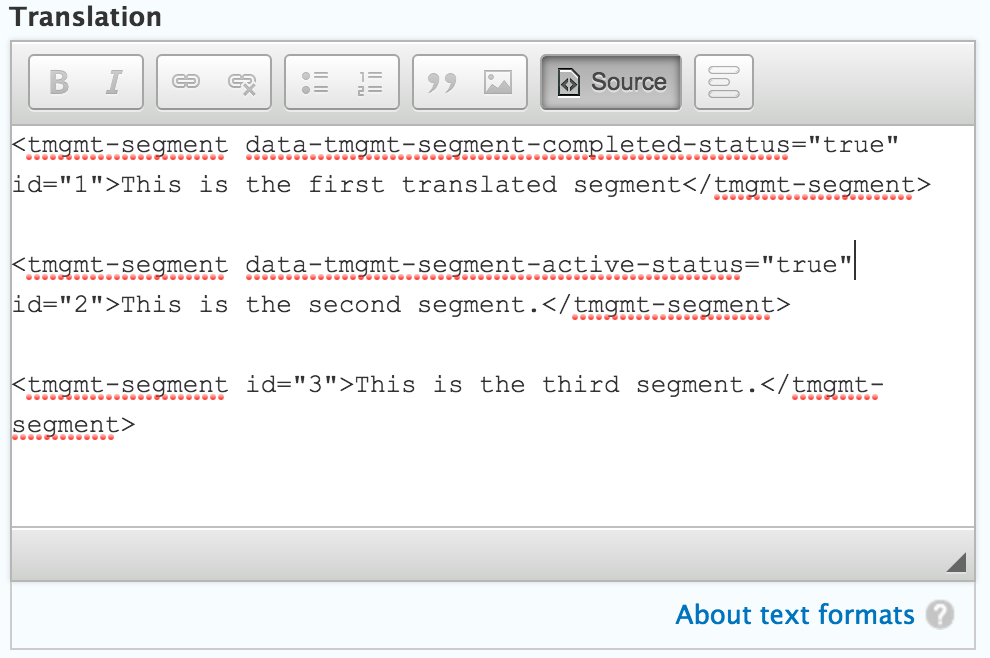 Translation
B I Source
<tmgmt-segment data-tmgmt-segment-completed-status="true"
id="1">This is the first translated segment</tmgmt-segment>
<tmgmt-segment data-tmgmt-segment-active-status="true"
id="2">This is the second segment.</tmgmt-segment>
<tmgmt-segment id="3">This is the third segment.</tmgmt-
segment>
About text formats ?